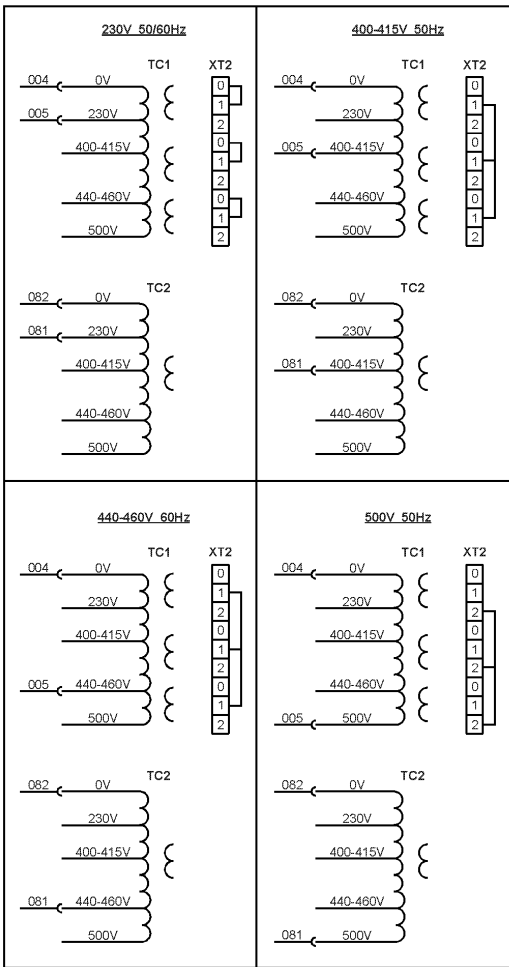 230V 50/60Hz
TC1 XT2
004 0V 0
1
005 230V 2
400-415V 0
1
2
440-460V 0
1
500V 2
TC2
082 0V
081 230V
400-415V
440-460V
500V
400-415V 50Hz
TC1 XT2
004 0V 0
1
230V 2
005 400-415V 0
1
2
440-460V 0
1
500V 2
TC2
082 0V
230V
081 400-415V
440-460V
500V
440-460V 60Hz
TC1 XT2
004 0V 0
1
230V 2
400-415V 0
1
2
005 440-460V 0
1
500V 2
TC2
082 0V
230V
400-415V
081 440-460V
500V
500V 50Hz
TC1 XT2
004 0V 0
1
230V 2
400-415V 0
1
2
440-460V 0
1
005 500V 2
TC2
082 0V
230V
400-415V
440-460V
081 500V